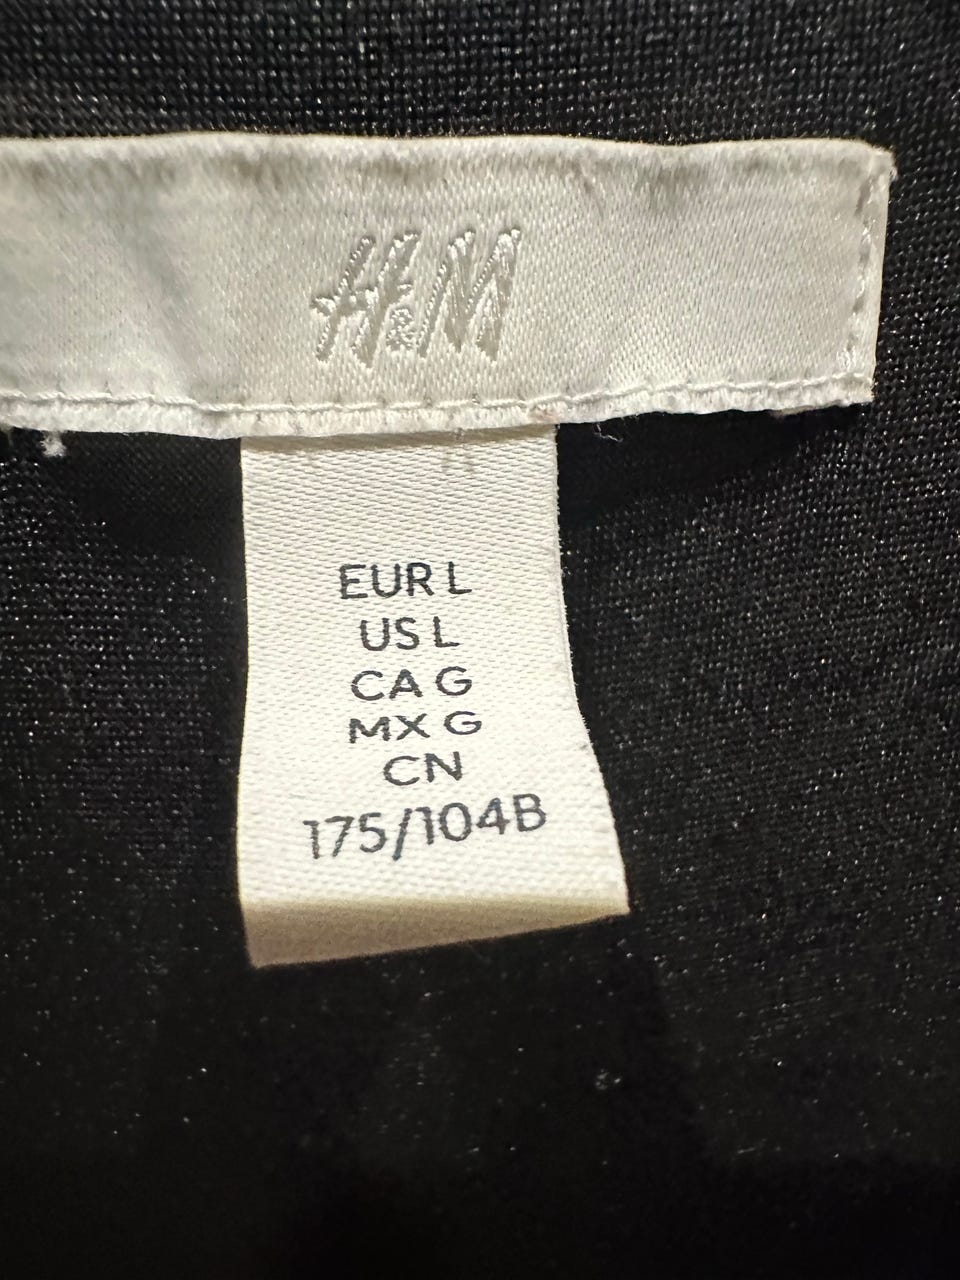 H&M
EUR L
US L
CA G
MX G
CN
175/104B